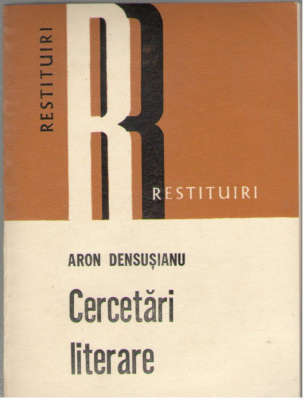 RESTITUIRI
R
RESTITUIRI
ARON DENSUȘIANU
Cercetări
literare